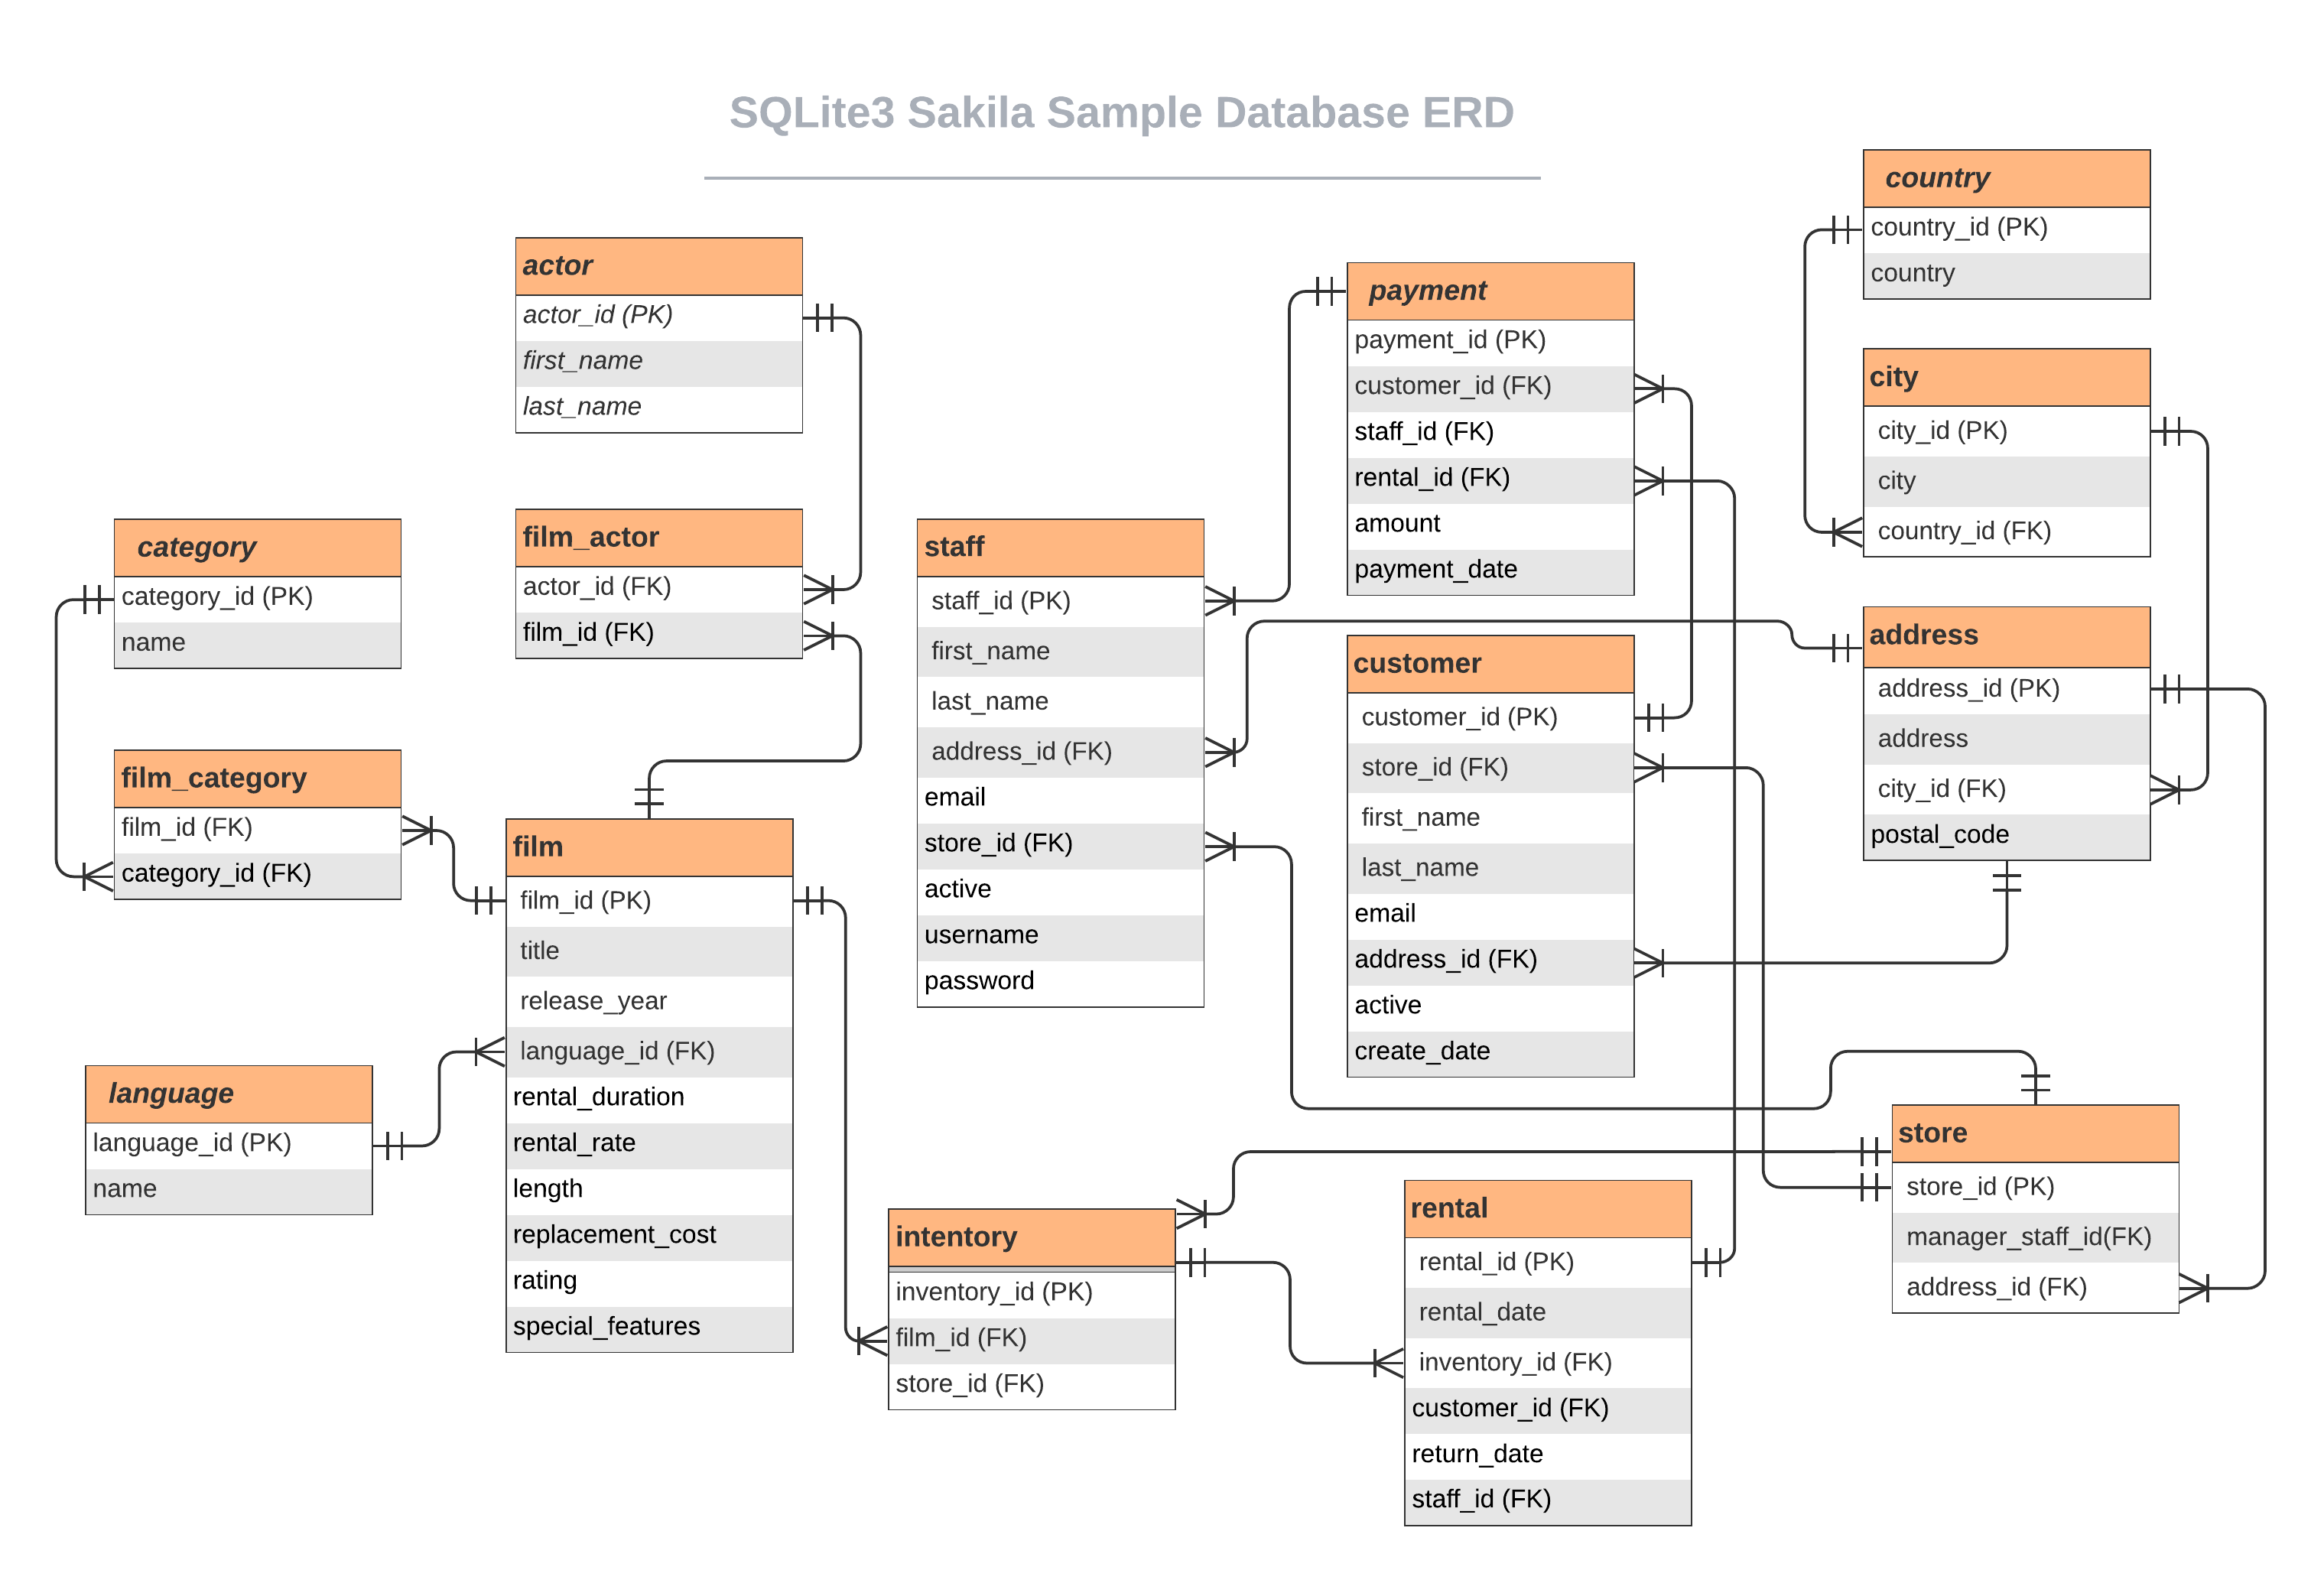 SQLite3 Sakila Sample Database ERD
actor
actor_id (PK)
first_name
last_name
film_actor
actor_id (FK)
film_id (FK)
category
category_id (PK)
name
film_category
film_id (FK)
category_id (FK)
language
language_id (PK)
name
film
film_id (PK)
title
release_year
language_id (FK)
rental_duration
rental_rate
length
replacement_cost
rating
special_features
staff
staff_id (PK)
first_name
last_name
address_id (FK)
email
store_id (FK)
active
username
password
intentory
inventory_id (PK)
film_id (FK)
store_id (FK)
payment
payment_id (PK)
customer_id (FK)
staff_id (FK)
rental_id (FK)
amount
payment_date
customer
customer_id (PK)
store_id (FK)
first_name
last_name
email
address_id (FK)
active
create_date
rental
rental_id (PK)
rental_date
inventory_id (FK)
customer_id (FK)
return_date
staff_id (FK)
country
country_id (PK)
country
city
city_id (PK)
city
country_id (FK)
address
address_id (PK)
address
city_id (FK)
postal_code
store
store_id (PK)
manager_staff_id(FK)
address_id (FK)